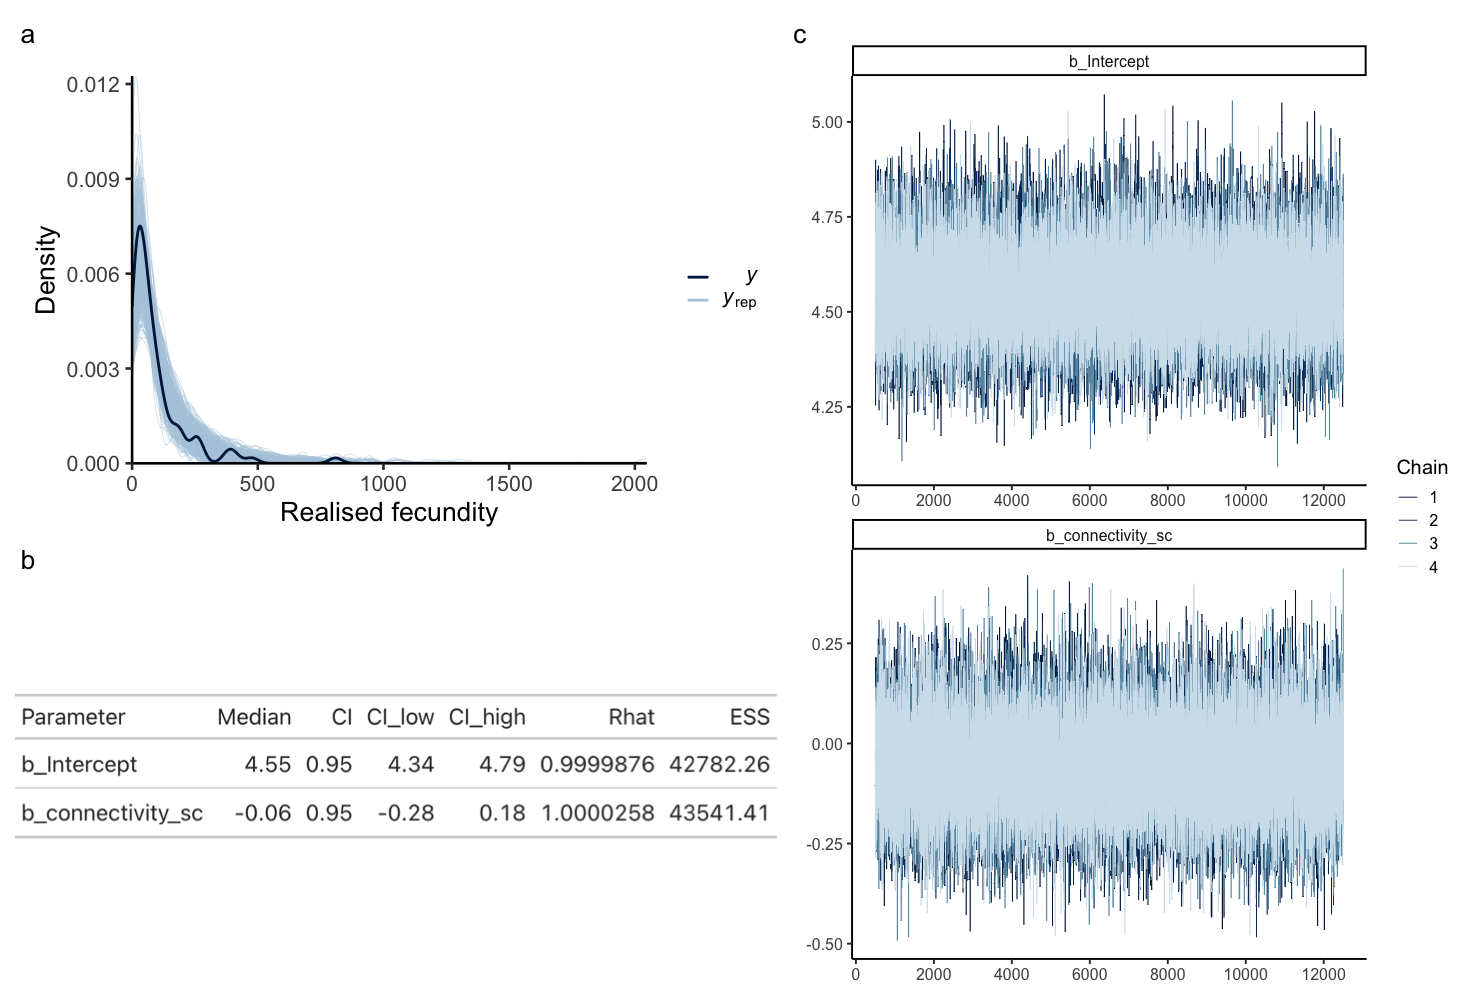 a
0.012
0.009
0.006
0.003
0.000
Density
0 500 1000 1500 2000
Realised fecundity
y
yrep
b
Parameter Median CI CI_low CI_high Rhat ESS
b_Intercept 4.55 0.95 4.34 4.79 0.9999876 42782.26
b_connectivity_sc -0.06 0.95 -0.28 0.18 1.0000258 43541.41
c
b_Intercept
5.00
4.75
4.50
4.25
0 2000 4000 6000 8000 10000 12000
b_connectivity_sc
0.25
0.00
-0.25
-0.50
0 2000 4000 6000 8000 10000 12000
Chain
1
2
3
4